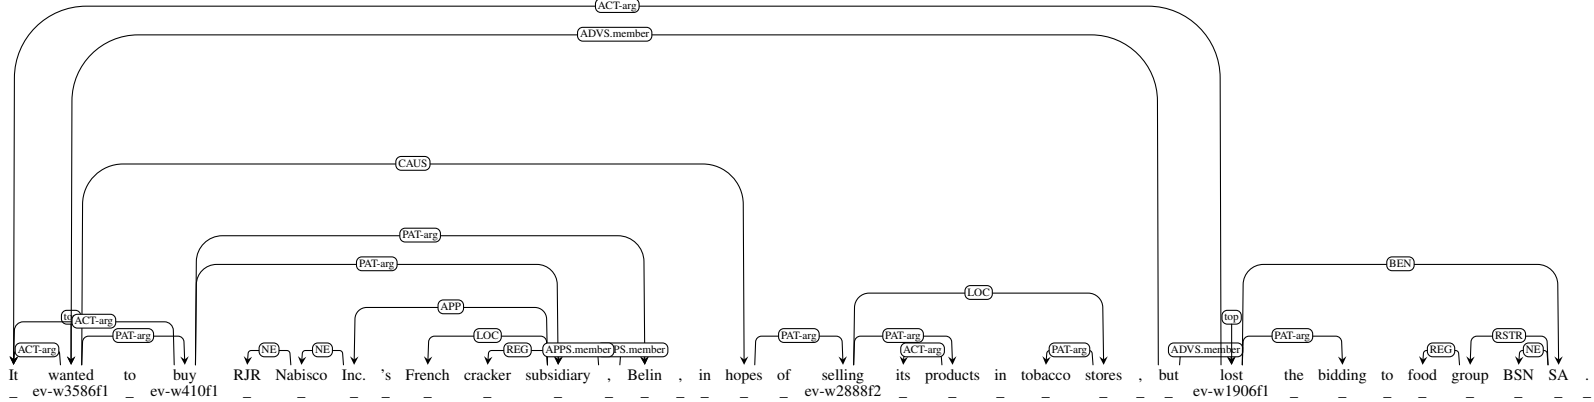 ACT-arg
ADVS.member
CAUS
PAT-arg
PAT-arg BEN
LOC
APP
to ACT-arg top
PAT-arg LOC PAT-arg PAT-arg PAT-arg RSTR
ACT-arg NE NE REG APPS.member PS.member ACT-arg PAT-arg ADVS.member REG NE
It wanted to buy RJR Nabisco Inc. 's French cracker subsidiary , Belin , in hopes of selling its products in tobacco stores , but lost the bidding to food group BSN SA .
_ ev-w3586f1 _ ev-w410f1 _ _ _ _ _ _ _ _ _ _ _ _ _ ev-w2888f2 _ _ _ _ _ _ _ ev-w1906f1 _ _ _ _ _ _ _ _